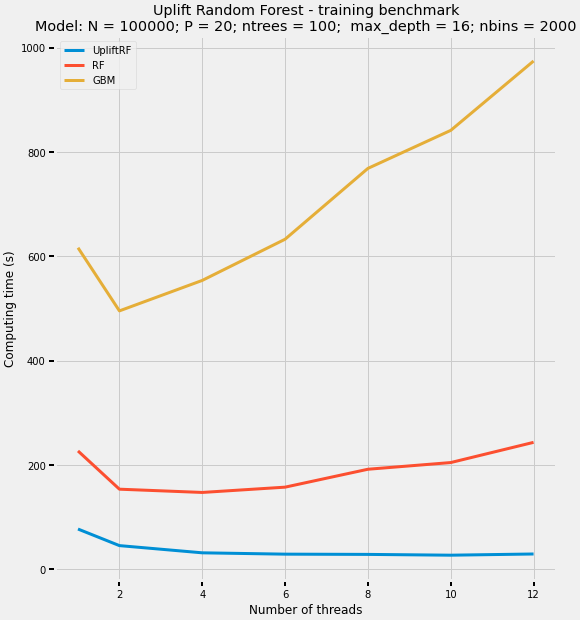 Uplift Random Forest - training benchmark
Model: N = 100000; P = 20; ntrees = 100;  max_depth = 16; nbins = 2000
UpliftRF
RF
GBM
1000
800
600
400
200
0
Computing time (s)
2 4 6 8 10 12
Number of threads